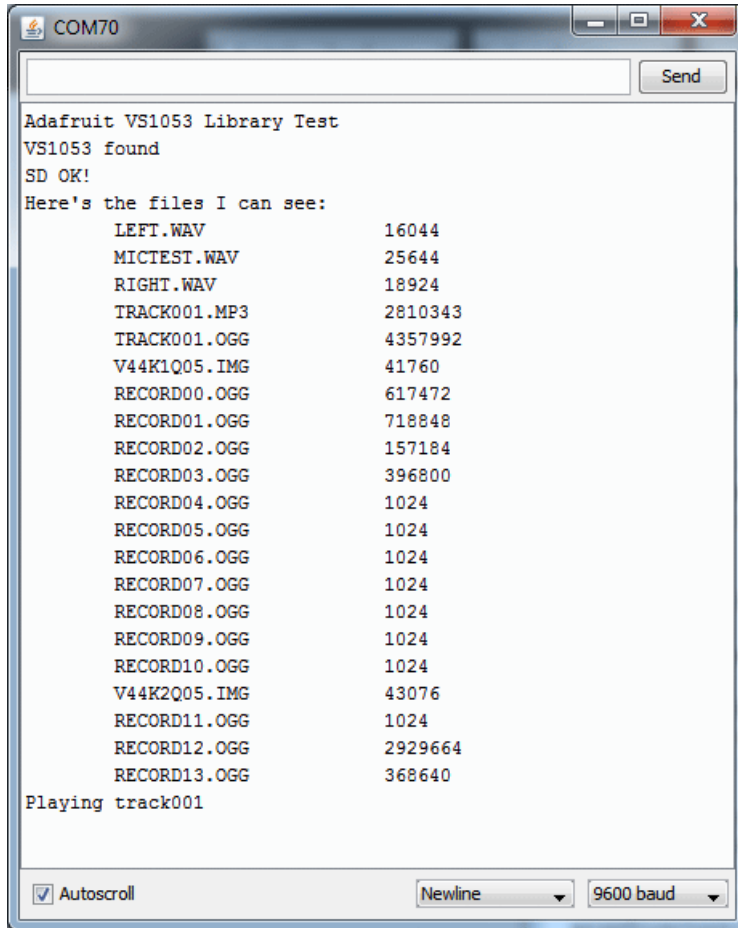 COM70
Send
Adafruit VS1053 Library Test
VS1053 found
SD OK!
Here's the files I can see:
LEFT.WAV 16044
MICTEST.WAV 25644
RIGHT.WAV 18924
TRACK001.MP3 2810343
TRACK001.OGG 4357992
V44K1Q05.IMG 41760
RECORD00.OGG 617472
RECORD01.OGG 718848
RECORD02.OGG 157184
RECORD03.OGG 396800
RECORD04.OGG 1024
RECORD05.OGG 1024
RECORD06.OGG 1024
RECORD07.OGG 1024
RECORD08.OGG 1024
RECORD09.OGG 1024
RECORD10.OGG 1024
V44K2Q05.IMG 43076
RECORD11.OGG 1024
RECORD12.OGG 2929664
RECORD13.OGG 368640
Playing track001
Autoscroll Newline 9600 baud